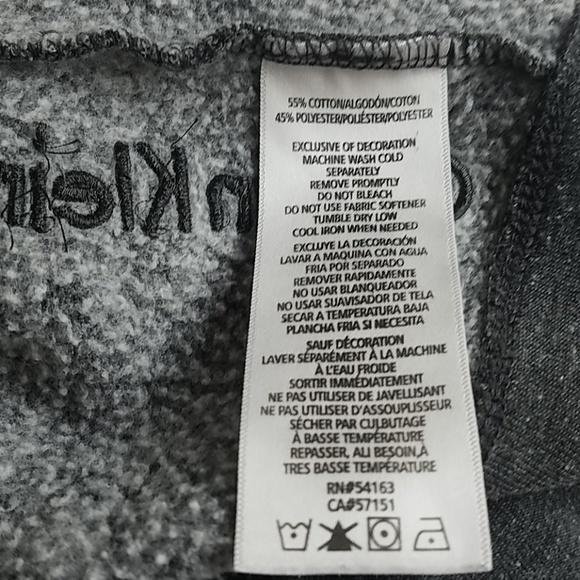 55% COTTON/ALGODÓN/COTON
45% POLYESTER/POLIÉSTER/POLYESTER
EXCLUSIVE OF DECORATION
MACHINE WASH COLD
SEPARATELY
REMOVE PROMPTLY
DO NOT BLEACH
DO NOT USE FABRIC SOFTENER
TUMBLE DRY LOW
COOL IRON WHEN NEEDED
EXCLUYE LA DECORACIÓN
LAVAR A MAQUINA CON AGUA
FRIA POR SEPARADO
REMOVER RAPIDAMENTE
NO USAR BLANQUEADOR
NO USAR SUAVISADOR DE TELA
SECAR A TEMPERATURA BAJA
PLANCHA FRIA SI NECESITA
SAUF DÉCORATION
LAVER SÉPARÉMENT À LA MACHINE
À L'EAU FROIDE
SORTIR IMMÉDIATEMENT
NE PAS UTILISER DE JAVELLISANT
NE PAS UTILISER D'ASSOUPLISSEUR
SÉCHER PAR CULBUTAGE
À BASSE TEMPÉRATURE
REPASSER, ALI BESOIN,À
TRES BASSE TEMPÉRATURE
RN#54163
CA#57151
Klein